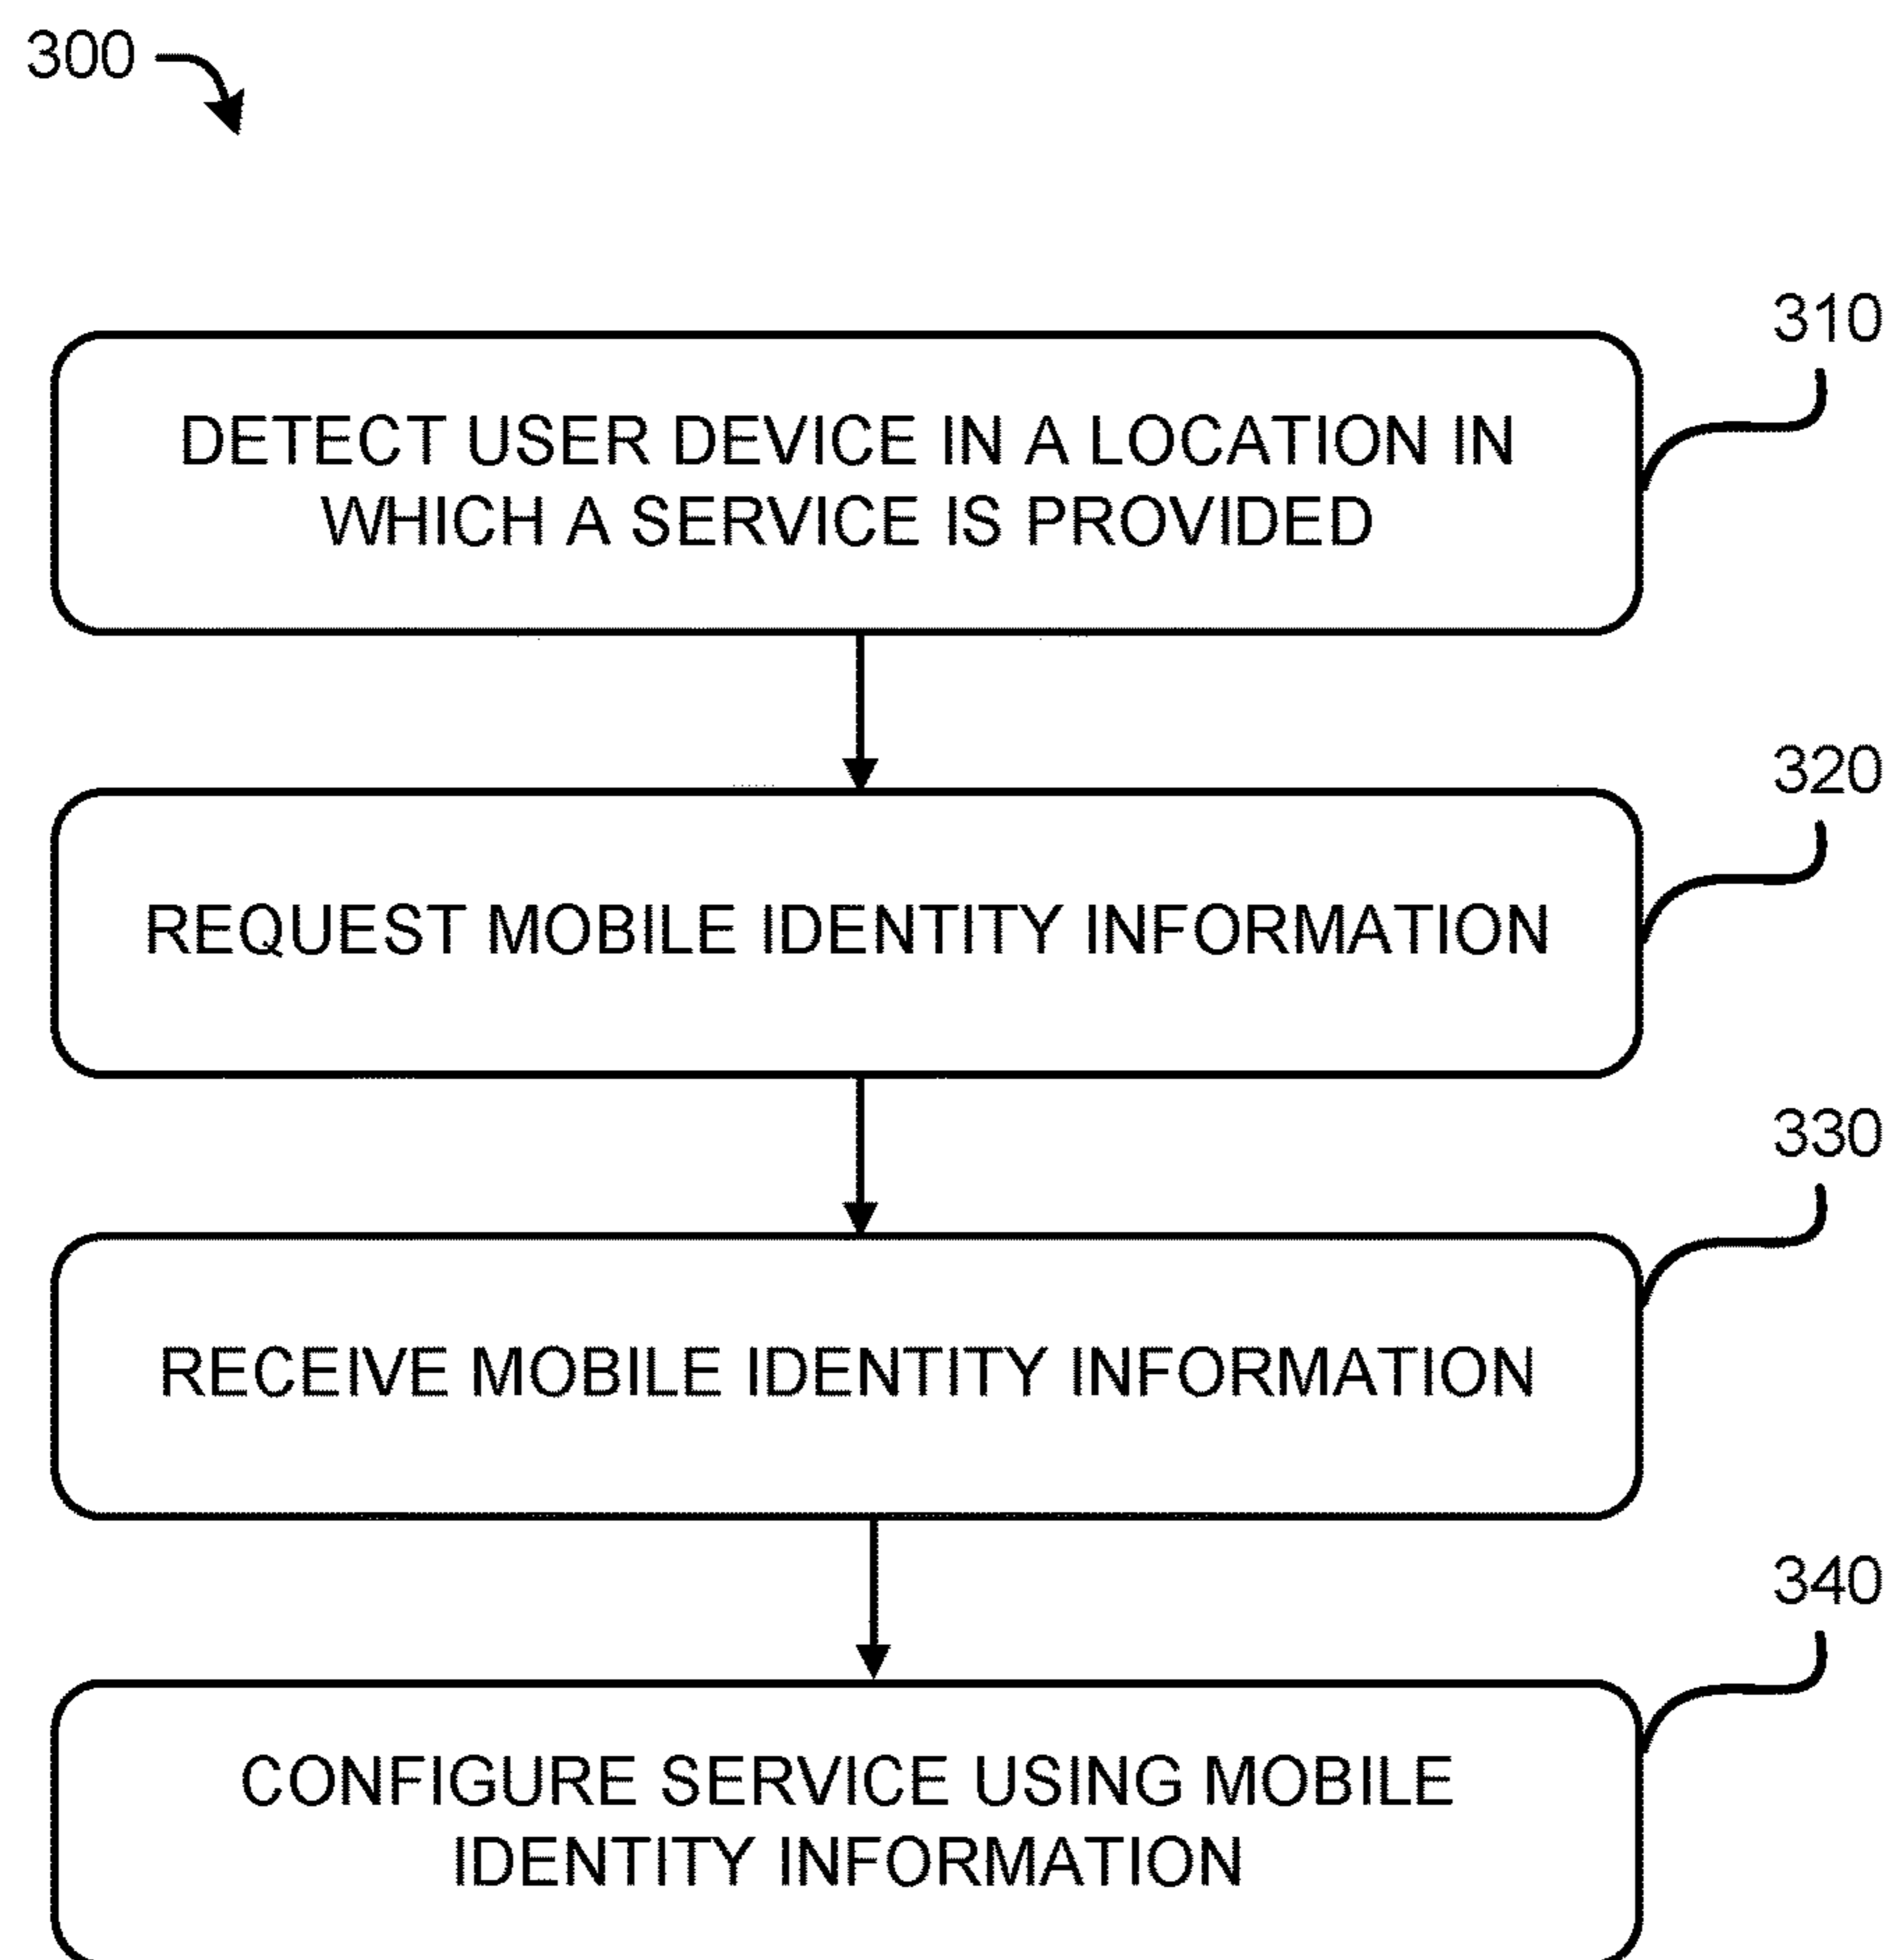 300
310
DETECT USER DEVICE IN A LOCATION IN
WHICH A SERVICE IS PROVIDED
320
REQUEST MOBILE IDENTITY INFORMATION
330
RECEIVE MOBILE IDENTITY INFORMATION
340
CONFIGURE SERVICE USING MOBILE
IDENTITY INFORMATION